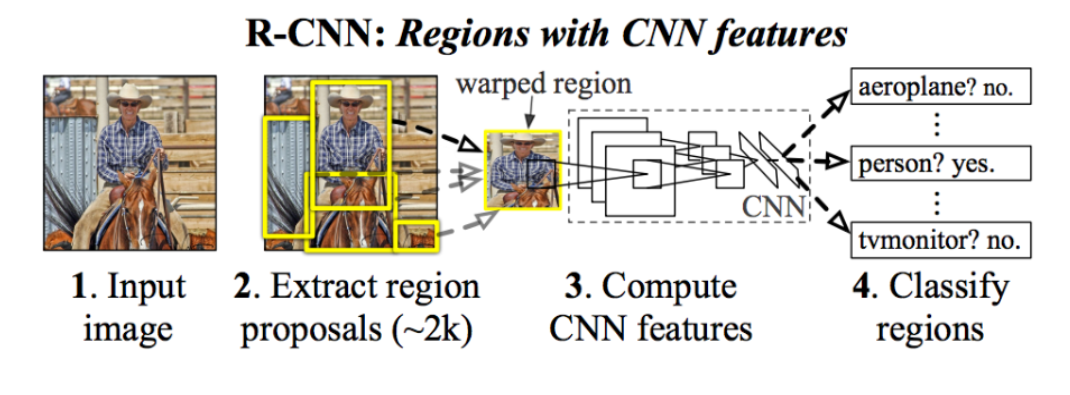 R-CNN: Regions with CNN features
warped region
aeroplane? no.
person? yes.
CNN
tvmonitor? no.
1. Input
image
2. Extract region
proposals (~2k)
3. Compute
CNN features
4. Classify
regions